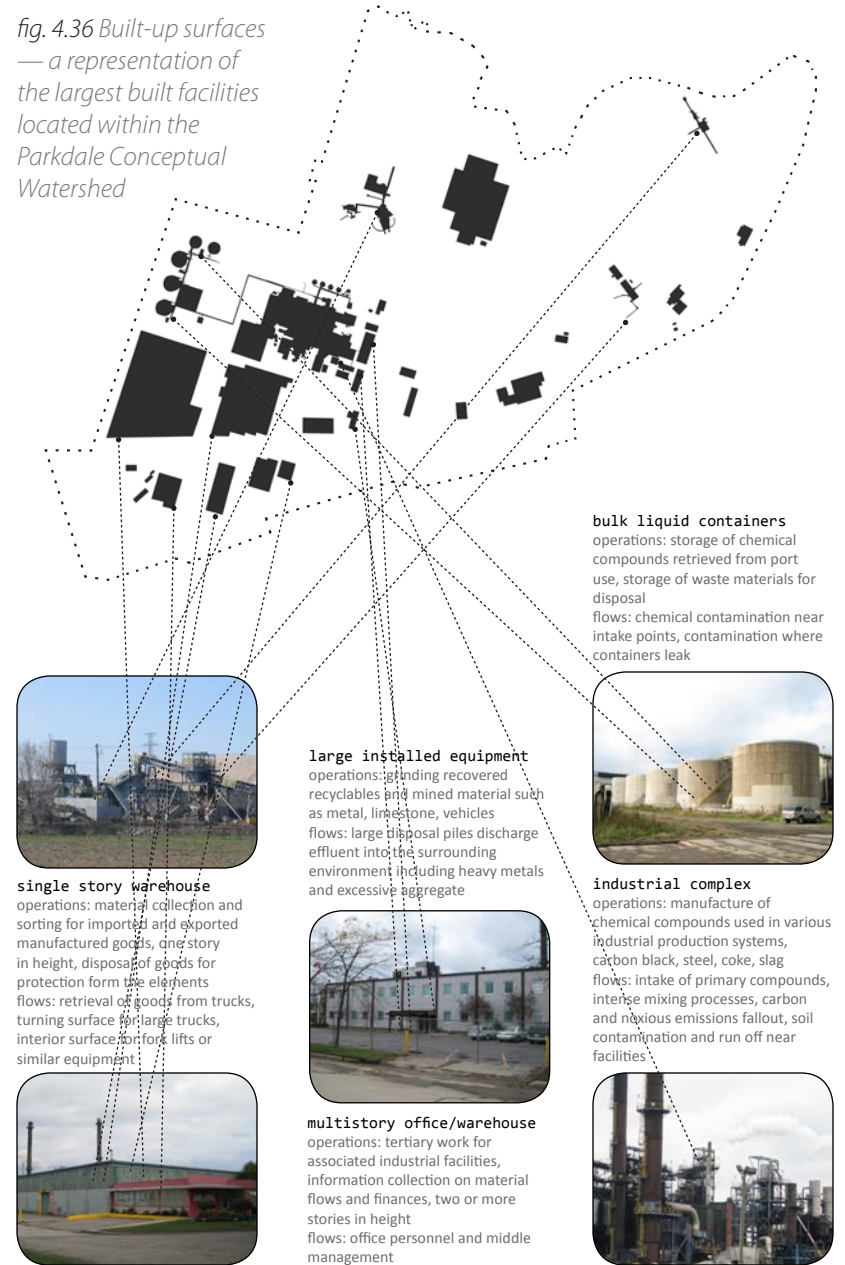 fig. 4.36 Built-up surfaces
— a representation of
the largest built facilities
located within the
Parkdale Conceptual
Watershed
bulk liquid containers
operations: storage of chemical
compounds retrieved from port
use, storage of waste materials for
disposal
flows: chemical contamination near
intake points, contamination where
containers leak
large installed equipment
operations: grinding recovered
recyclables and mined material such
as metal, limestone, vehicles
flows: large disposal piles discharge
effluent into the surrounding
environment including heavy metals
and excessive aggregate
single story warehouse
operations: material collection and
sorting for imported and exported
manufactured goods, one story
in height, disposal of goods for
protection form the elements
flows: retrieval of goods from trucks,
turning surface for large trucks,
interior surface for fork lifts or
similar equipment
industrial complex
operations: manufacture of
chemical compounds used in various
industrial production systems,
carbon black, steel, coke, slag
flows: intake of primary compounds,
intense mixing processes, carbon
and noxious emissions fallout, soil
contamination and run off near
facilities
multistory office/warehouse
operations: tertiary work for
associated industrial facilities,
information collection on material
flows and finances, two or more
stories in height
flows: office personnel and middle
management